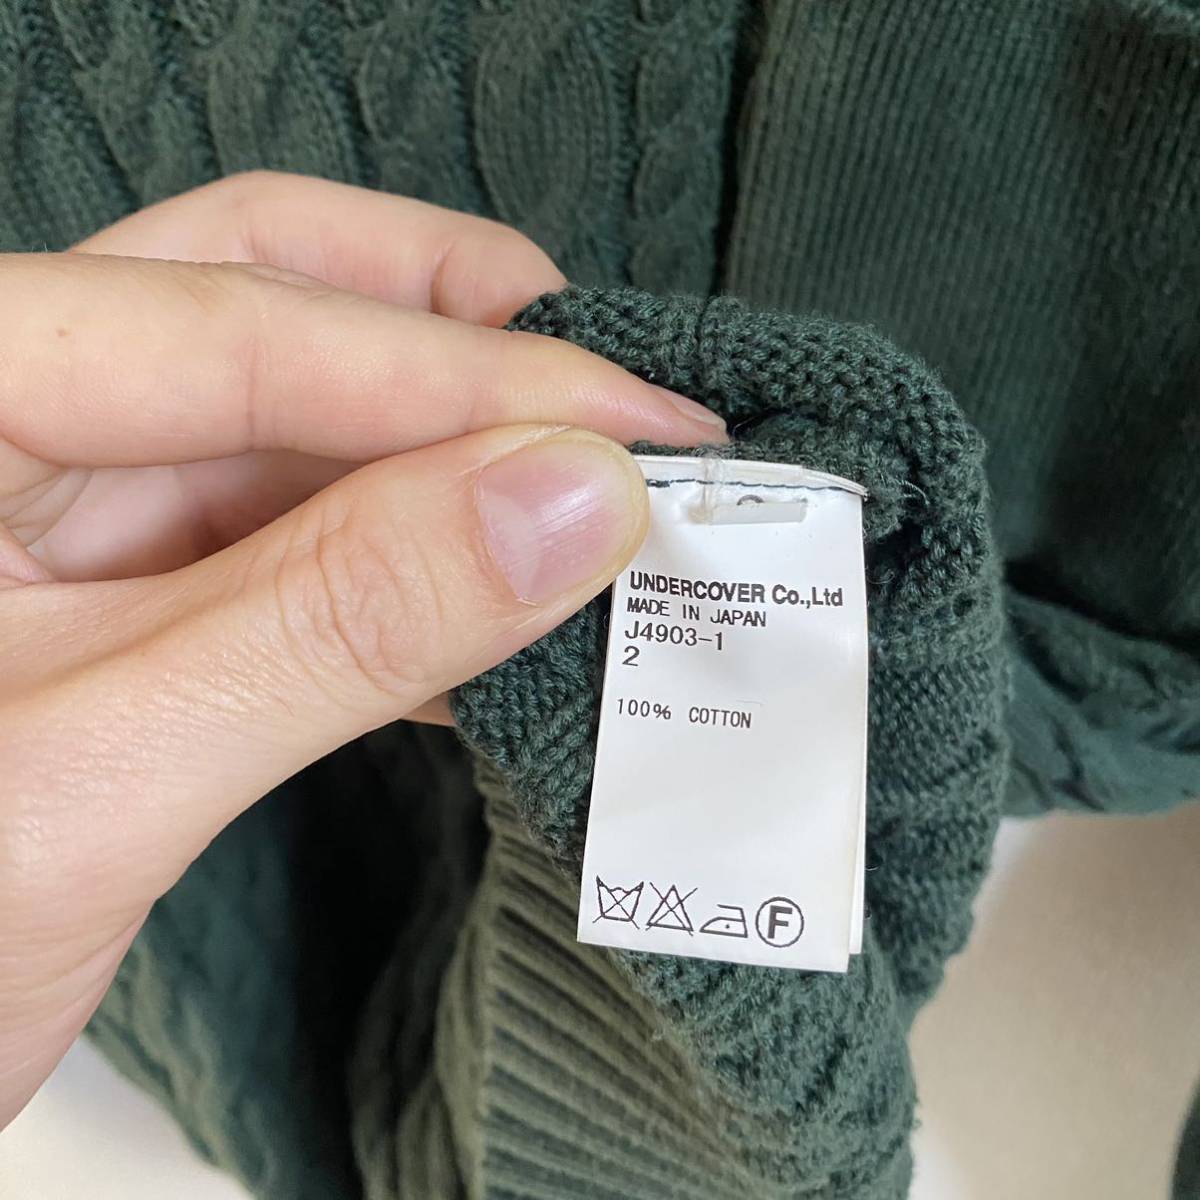 UNDERCOVER Co.,Ltd
MADE IN JAPAN
J4903-1
2
100% COTTON
F